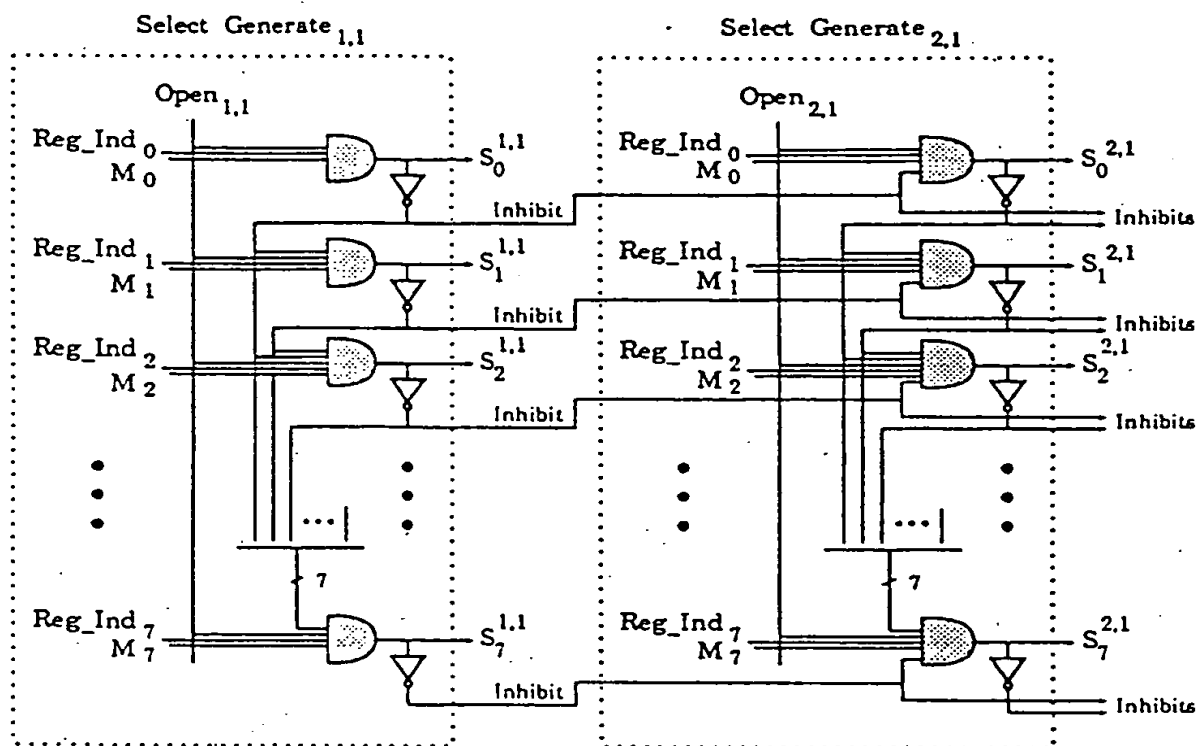 Select Generate 1,1
Select Generate 2,1
Open 1,1
Reg_Ind 0
M 0
S 0 1,1
Inhibit
Reg_Ind 1
M 1
S 1 1,1
Inhibit
Reg_Ind 2
M 2
S 2 1,1
Inhibit
7
Reg_Ind 7
M 7
S 7 1,1
Inhibit
Open 2,1
Reg_Ind 0
M 0
S 0 2,1
Inhibits
Reg_Ind 1
M 1
S 1 2,1
Inhibits
Reg_Ind 2
M 2
S 2 2,1
Inhibits
7
Reg_Ind 7
M 7
S 7 2,1
Inhibits